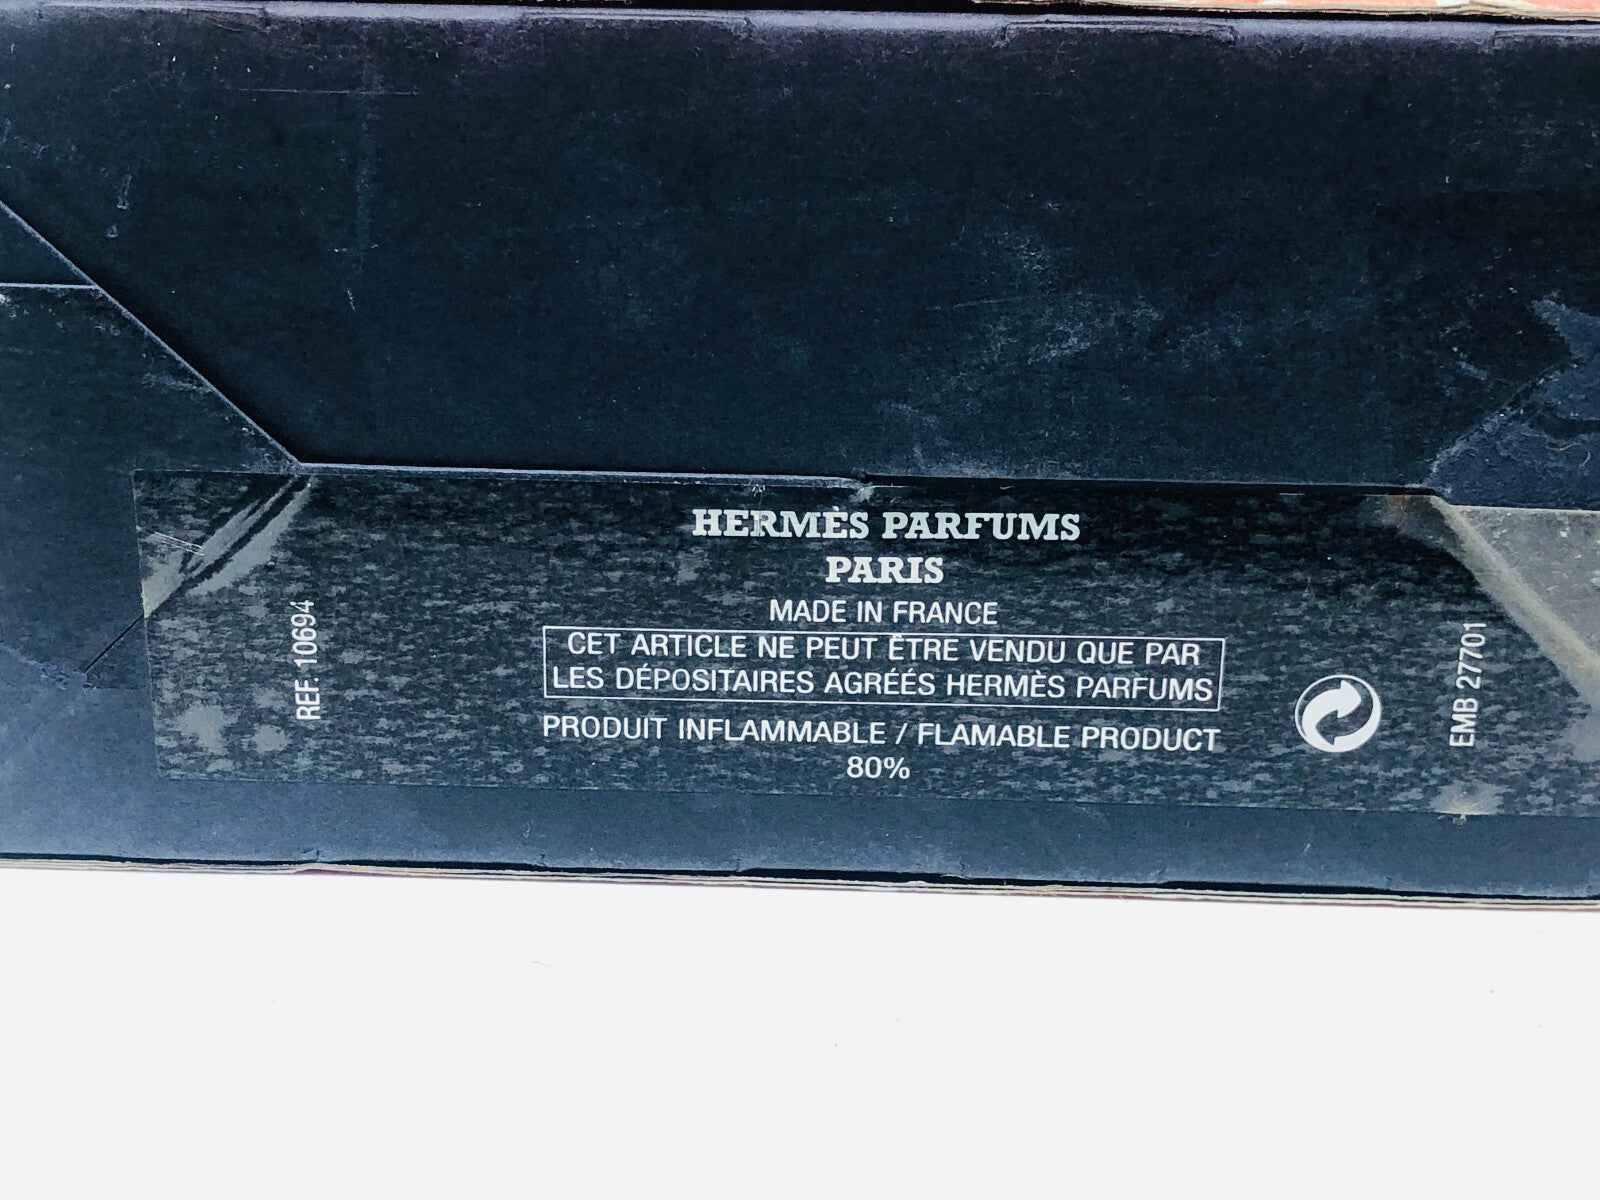 HERMÈS PARFUMS
PARIS
MADE IN FRANCE
CET ARTICLE NE PEUT ÊTRE VENDU QUE PAR
LES DÉPOSITAIRES AGRÉÉS HERMÈS PARFUMS
PRODUIT INFLAMMABLE / FLAMABLE PRODUCT
80%
REF. 10694
EMB 27701